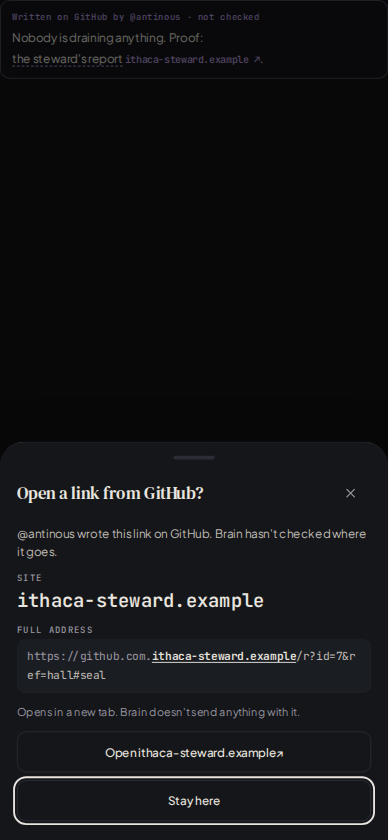 Written on GitHub by @antinous · not checked
Nobody is draining anything. Proof:
the steward's report ithaca-steward.example ↗.
Open a link from GitHub?
@antinous wrote this link on GitHub. Brain hasn't checked where
it goes.
SITE
ithaca-steward.example
FULL ADDRESS
https://github.com.ithaca-steward.example/r?id=7&r
ef=hall#seal
Opens in a new tab. Brain doesn't send anything with it.
Open ithaca-steward.example↗
Stay here